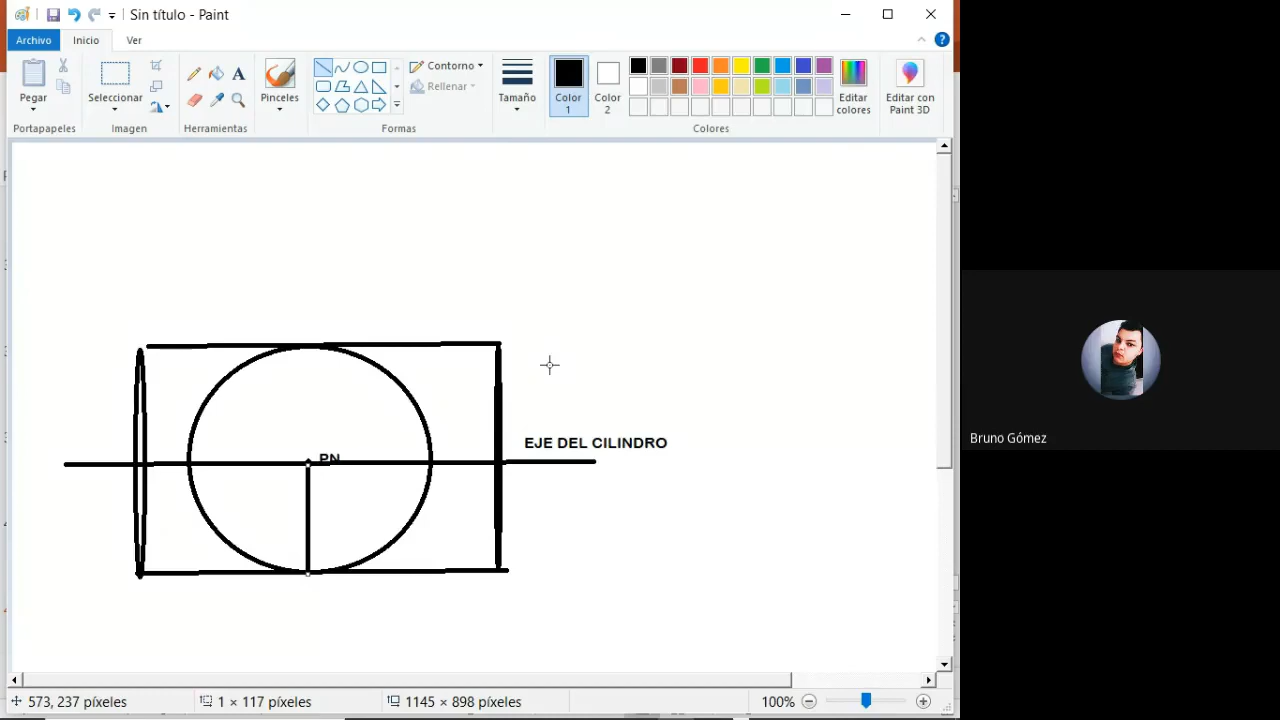 Sin título - Paint
Archivo
Inicio
Ver
Pegar
Seleccionar
A
Pinceles
Contorno
Rellenar
Tamaño
Color
1
Color
2
Editar
colores
Editar con
Paint 3D
Portapapeles
Imagen
Herramientas
Formas
Colores
PN
EJE DEL CILINDRO
Bruno Gómez
573, 237 píxeles
1 × 117 píxeles
1145 × 898 píxeles
100%